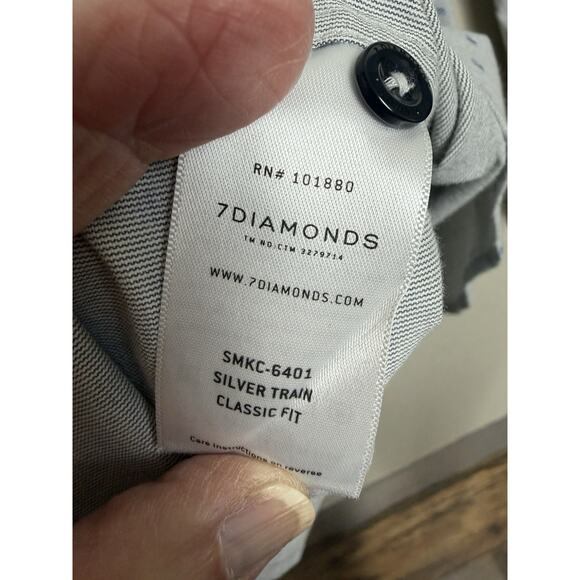 RN# 101880
7DIAMONDS
TM NO.CTM 3279714
WWW.7DIAMONDS.COM
SMKC-6401
SILVER TRAIN
CLASSIC FIT
Care instructions on reverse